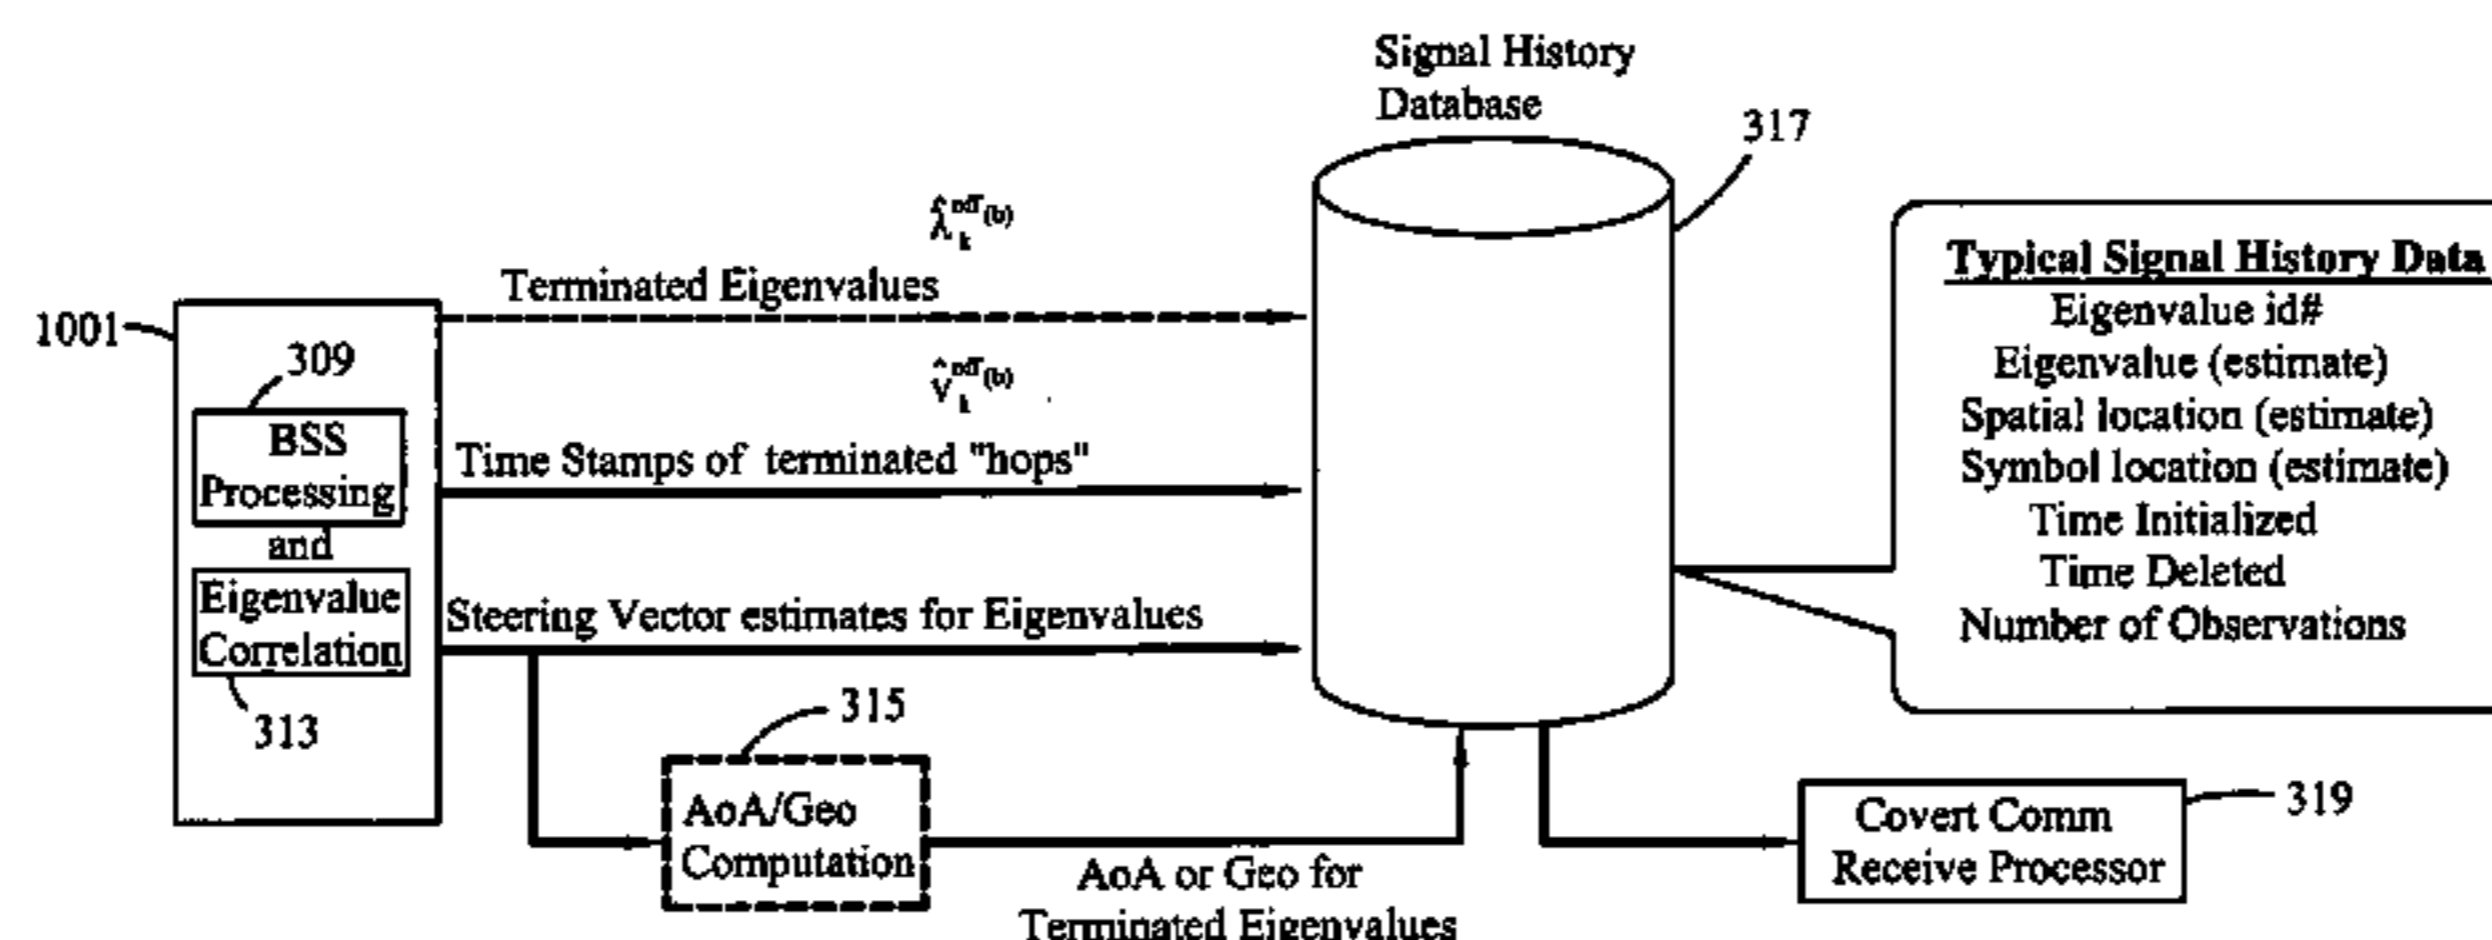 Signal History
Database
317
Terminated Eigenvalues
1001
309
BSS
Processing
and
Eigenvalue
Correlation
313
Time Stamps of terminated "hops"
Steering Vector estimates for Eigenvalues
315
AoA/Geo
Computation
AoA or Geo for
Terminated Eigenvalues
Typical Signal History Data
Eigenvalue id#
Eigenvalue (estimate)
Spatial location (estimate)
Symbol location (estimate)
Time Initialized
Time Deleted
Number of Observations
Covert Comm
Receive Processor
319